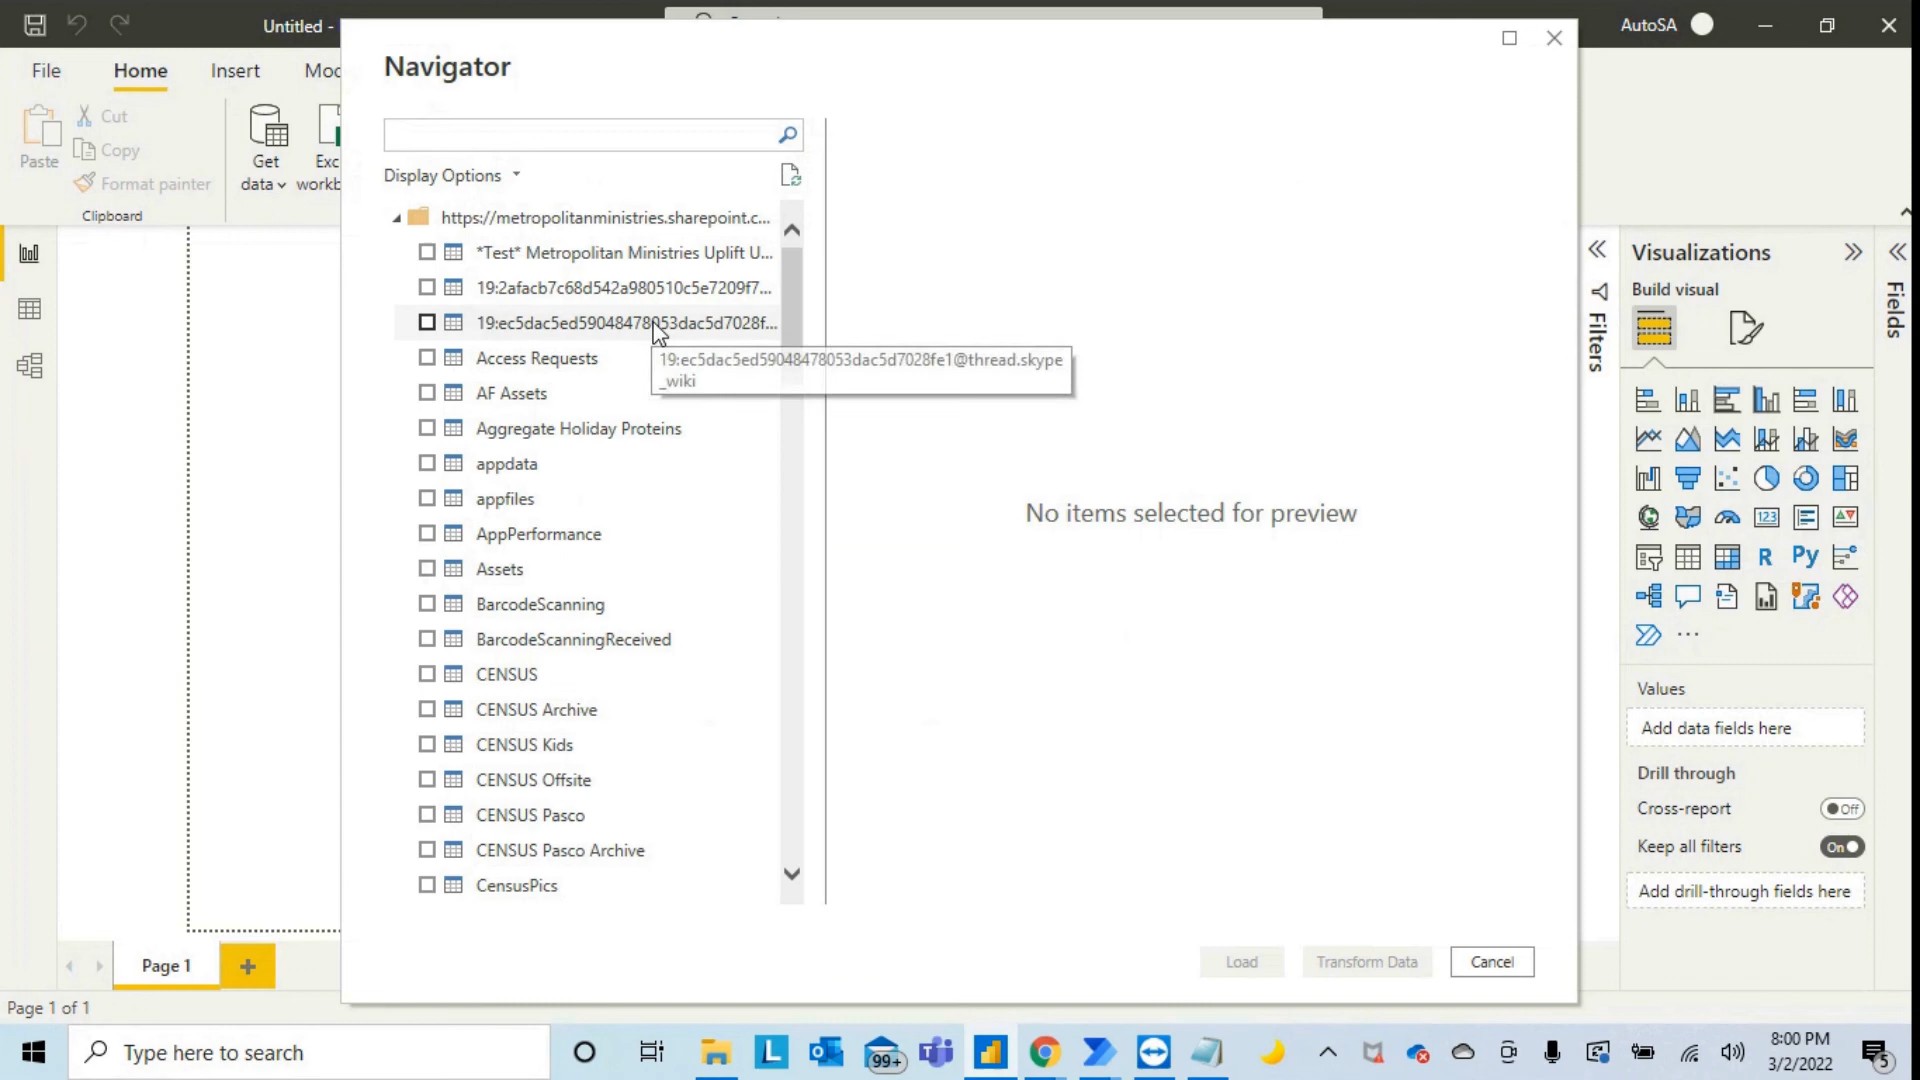 Untitled -
AutoSA
File
Home
Insert
Navigator
Paste
Cut
Copy
Format painter
Clipboard
Get
data
Display Options
https://metropolitanministries.sharepoint.c...
*Test* Metropolitan Ministries Uplift U...
19:2afacb7c68d542a980510c5e7209f7...
19:ec5dac5ed59048478053dac5d7028f...
19:ec5dac5ed59048478053dac5d7028fe1@thread.skype
_wiki
Access Requests
AF Assets
Aggregate Holiday Proteins
appdata
appfiles
AppPerformance
Assets
BarcodeScanning
BarcodeScanningReceived
CENSUS
CENSUS Archive
CENSUS Kids
CENSUS Offsite
CENSUS Pasco
CENSUS Pasco Archive
CensusPics
No items selected for preview
Load
Transform Data
Cancel
Filters
Visualizations
Build visual
Fields
123
R
Py
Values
Add data fields here
Drill through
Cross-report
Off
Keep all filters
On
Add drill-through fields here
Page 1
Page 1 of 1
Type here to search
L
99+
8:00 PM
3/2/2022
5